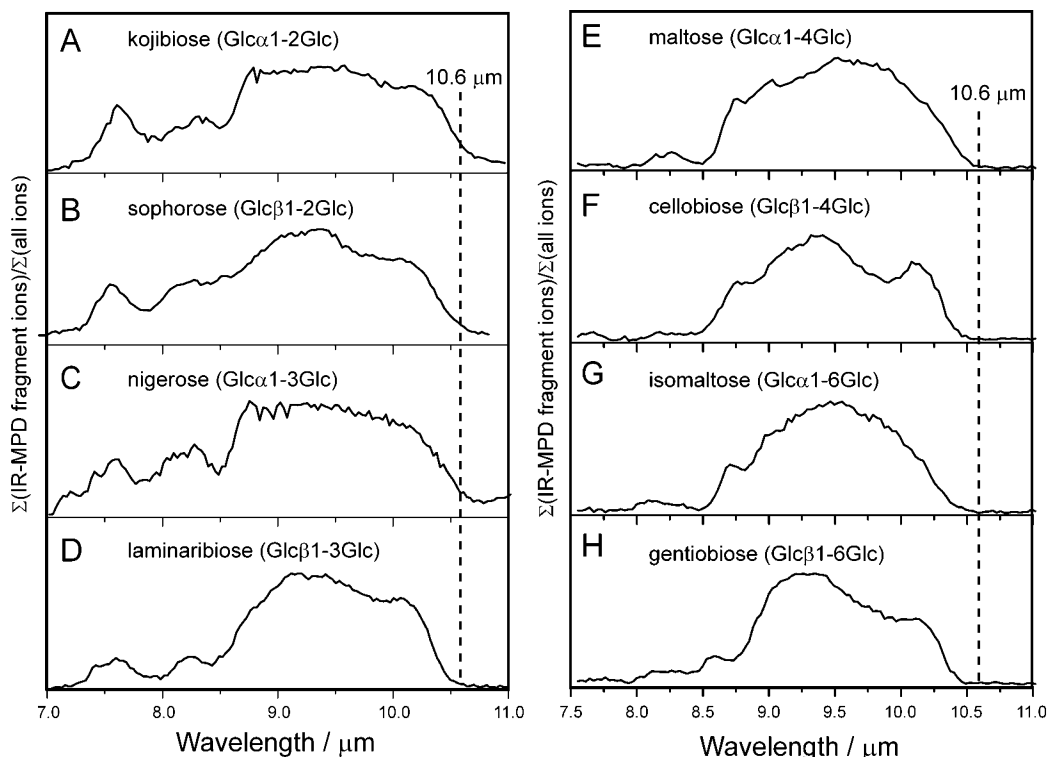 A
kojibiose (Glcα1-2Glc)
10.6 μm
B
sophorose (Glcβ1-2Glc)
C
nigerose (Glcα1-3Glc)
D
laminaribiose (Glcβ1-3Glc)
Σ(IR-MPD fragment ions)/Σ(all ions)
7.0 8.0 9.0 10.0 11.0
Wavelength / μm
E
maltose (Glcα1-4Glc)
10.6 μm
F
cellobiose (Glcβ1-4Glc)
G
isomaltose (Glcα1-6Glc)
H
gentiobiose (Glcβ1-6Glc)
Σ(IR-MPD fragment ions)/Σ(all ions)
7.5 8.0 8.5 9.0 9.5 10.0 10.5 11.0
Wavelength / μm